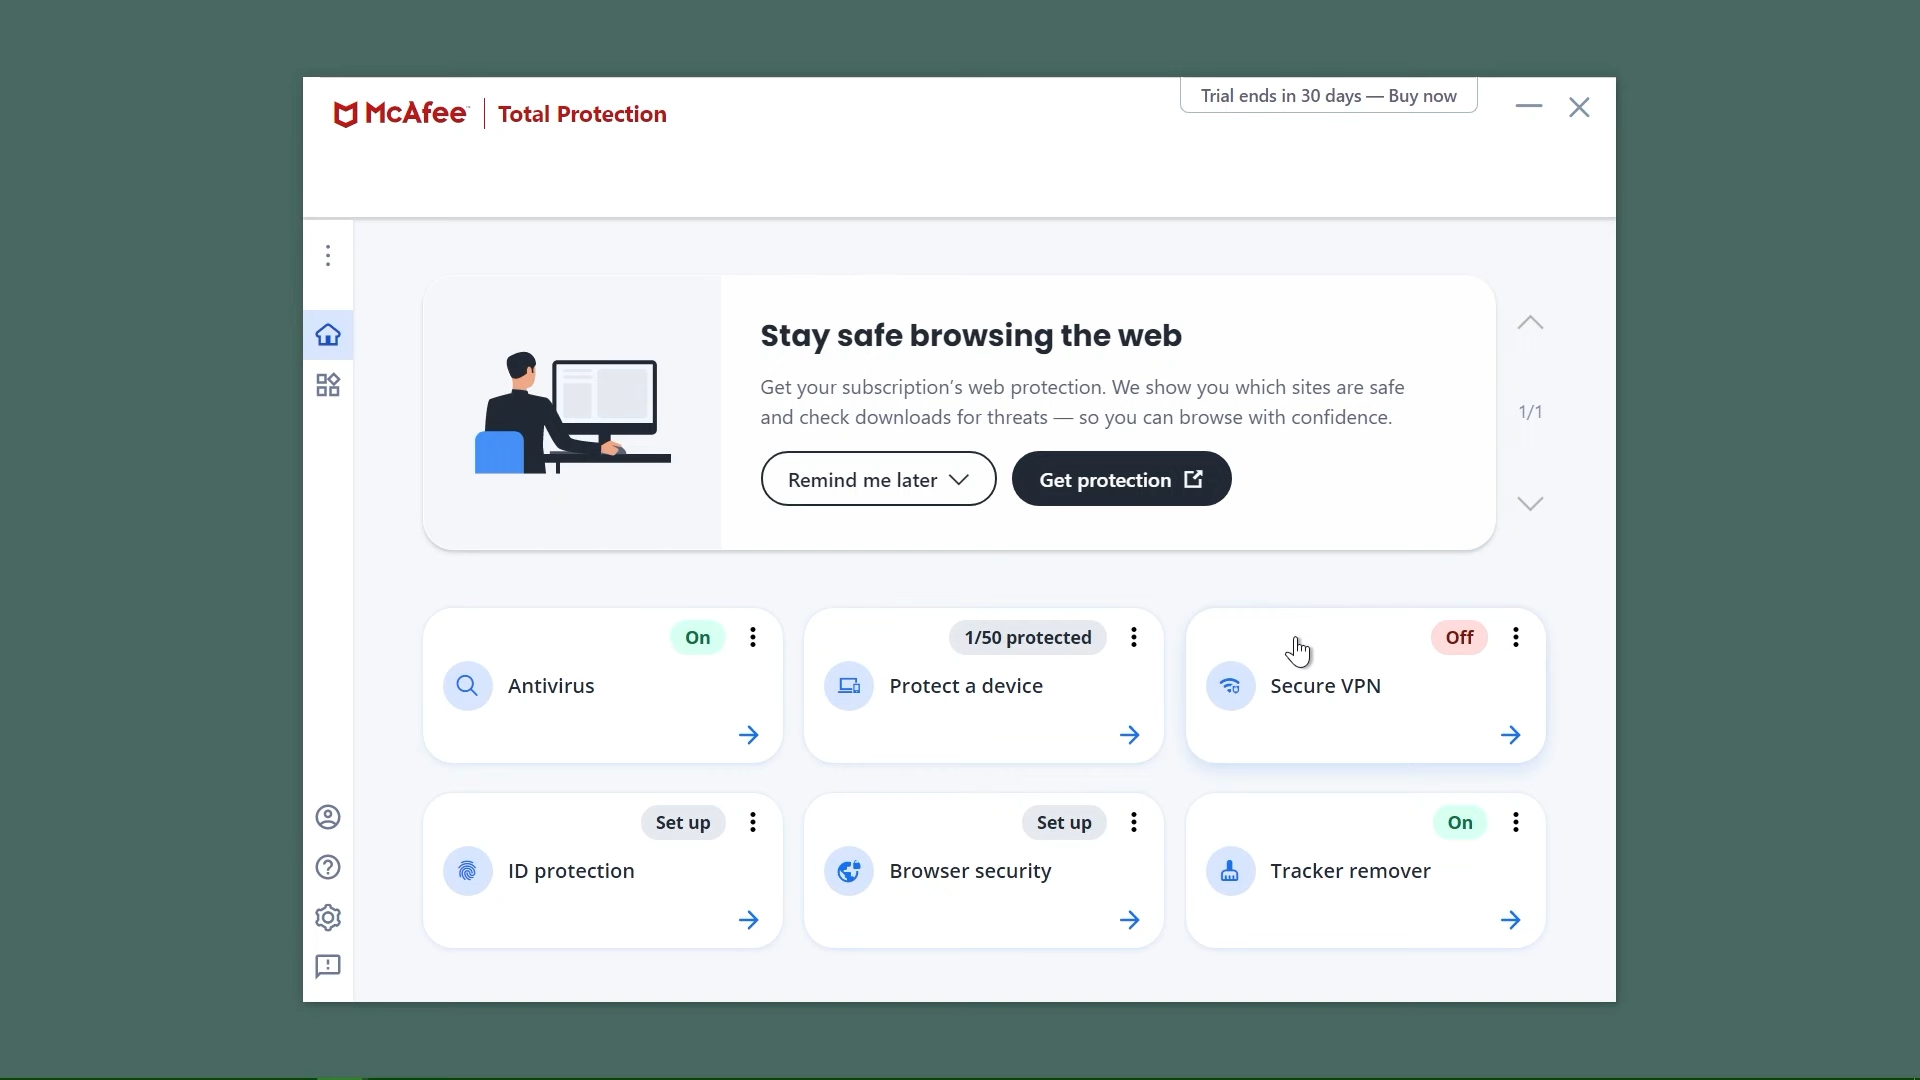 McAfee™ | Total Protection
Trial ends in 30 days — Buy now
Stay safe browsing the web
Get your subscription's web protection. We show you which sites are safe
and check downloads for threats — so you can browse with confidence.
1/1
Remind me later
Get protection
On
Antivirus
1/50 protected
Protect a device
Off
Secure VPN
Set up
ID protection
Set up
Browser security
On
Tracker remover